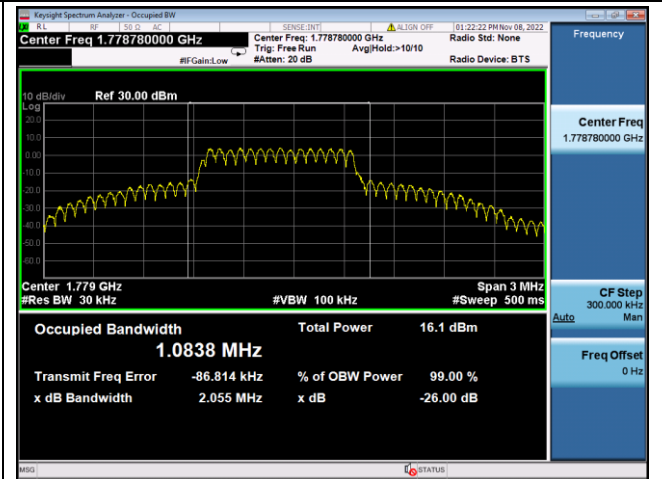 Keysight Spectrum Analyzer - Occupied BW
RL RF 50 Ω AC SENSE:INT ALIGN OFF 01:22:22 PM Nov 08, 2022
Center Freq 1.778780000 GHz Center Freq: 1.778780000 GHz Radio Std: None Frequency
Trig: Free Run Avg|Hold:>10/10
#IFGain:Low #Atten: 20 dB Radio Device: BTS
10 dB/div Ref 30.00 dBm
Log
20.0
10.0
0.00
-10.0
-20.0
-30.0
-40.0
-50.0
-60.0
Center Freq
1.778780000 GHz
Center 1.779 GHz Span 3 MHz
#Res BW 30 kHz #VBW 100 kHz #Sweep 500 ms
CF Step
300.000 kHz
Auto Man
Occupied Bandwidth Total Power 16.1 dBm
1.0838 MHz
Freq Offset
0 Hz
Transmit Freq Error -86.814 kHz % of OBW Power 99.00 %
x dB Bandwidth 2.055 MHz x dB -26.00 dB
MSG STATUS